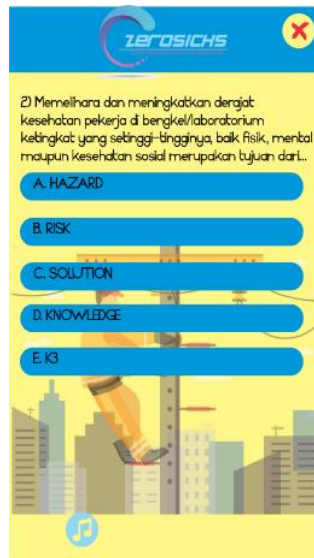 ZEROSICHS
2) Memelihara dan meningkatkan derajat
kesehatan pekerja di bengkel/laboratorium
ketingkat yang setinggi-tingginya, baik fisik, mental
maupun kesehatan sosial merupakan tujuan dari...
A. HAZARD
B. RISK
C. SOLUTION
D. KNOWLEDGE
E. K3